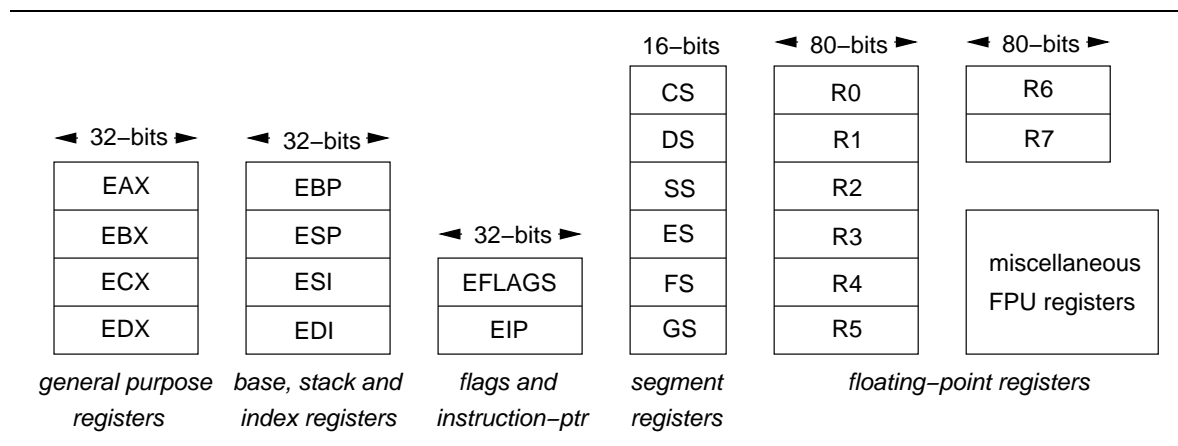 32−bits
EAX
EBX
ECX
EDX
general purpose
registers
32−bits
EBP
ESP
ESI
EDI
base, stack and
index registers
32−bits
EFLAGS
EIP
flags and
instruction−ptr
16−bits
CS
DS
SS
ES
FS
GS
segment
registers
80−bits
R0
R1
R2
R3
R4
R5
80−bits
R6
R7
miscellaneous
FPU registers
floating−point registers